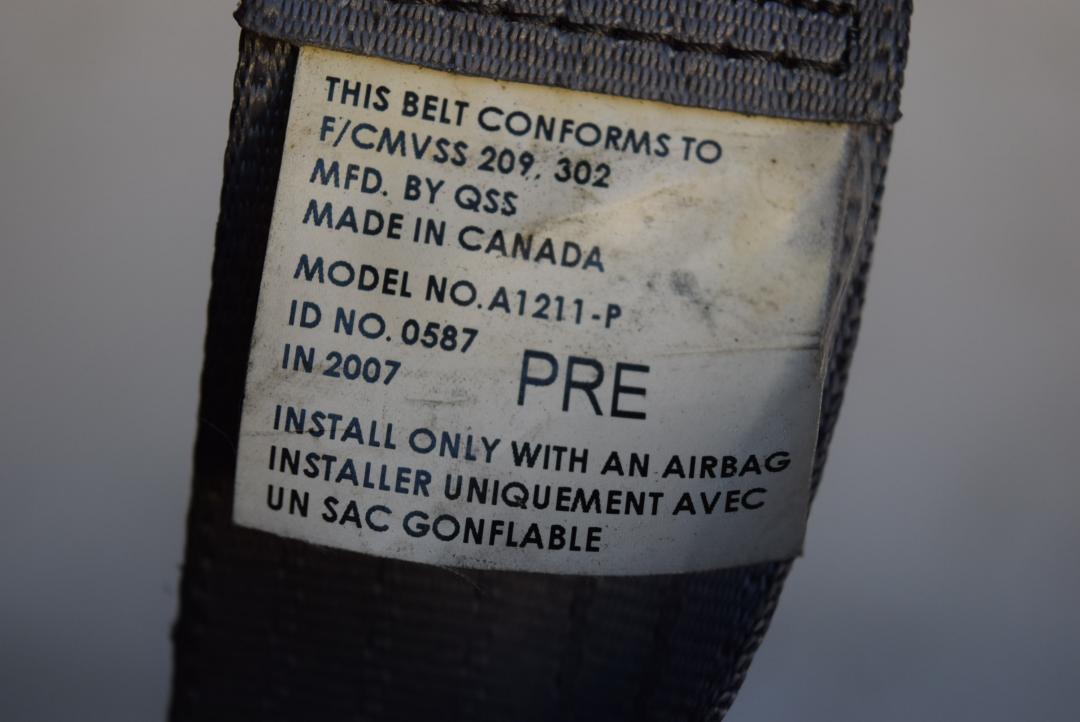 THIS BELT CONFORMS TO
F/CMVSS 209, 302
MFD. BY QSS
MADE IN CANADA
MODEL NO. A1211-P
ID NO. 0587
IN 2007
PRE
INSTALL ONLY WITH AN AIRBAG
INSTALLER UNIQUEMENT AVEC
UN SAC GONFLABLE